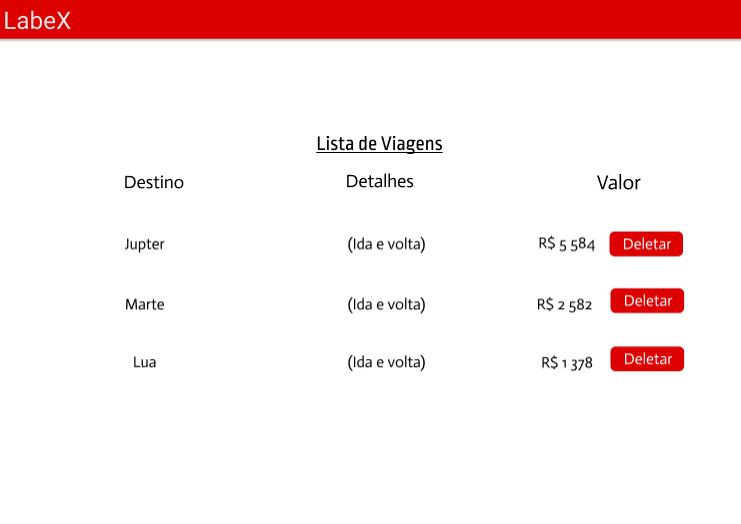 LabeX
Lista de Viagens
Destino Detalhes Valor
Jupter (Ida e volta) R$ 5 584 Deletar
Marte (Ida e volta) R$ 2 582 Deletar
Lua (Ida e volta) R$ 1 378 Deletar